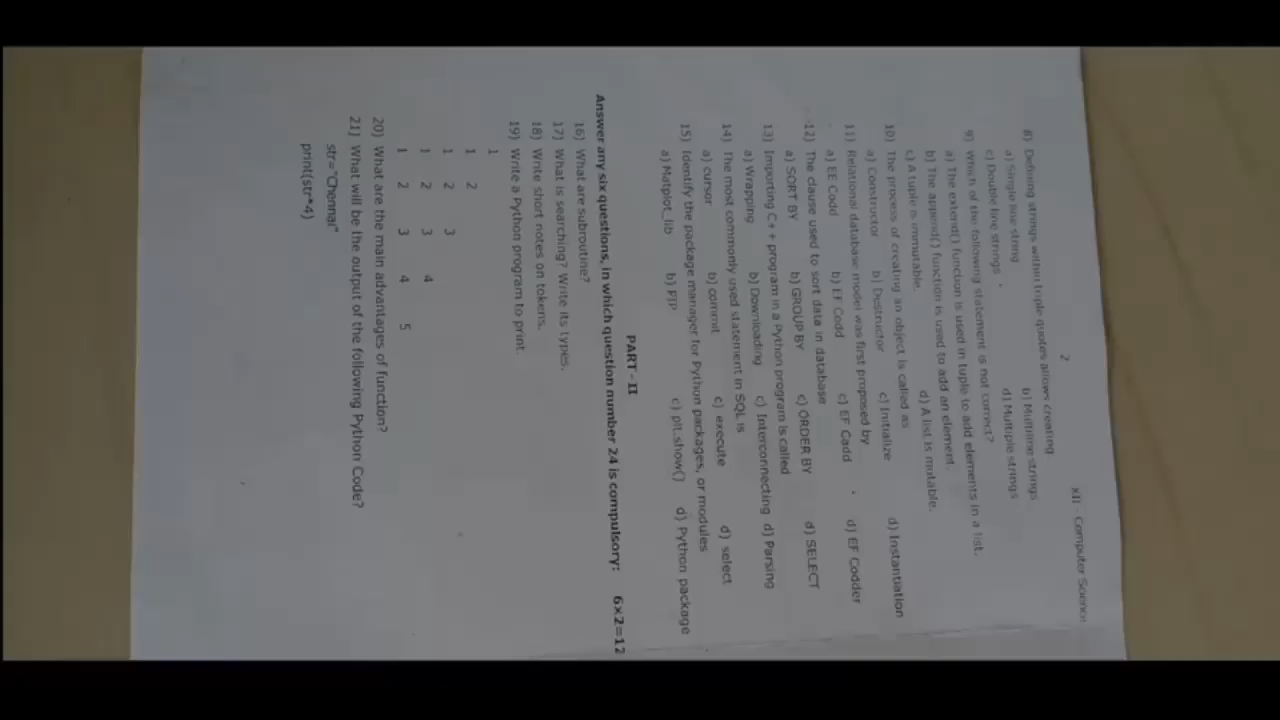 2
XII - Computer Science
8) Defining strings within triple quotes allows creating
a) Single line string b) Multiline strings
c) Double line strings d) Multiple strings
9) Which of the following statement is not correct?
a) The extend() function is used in tuple to add elements in a list.
b) The append() function is used to add an element.
c) A tuple is immutable. d) A list is mutable.
10) The process of creating an object is called as
a) Constructor b) Destructor c) Initialize d) Instantiation
11) Relational database model was first proposed by
a) EE Codd b) EF Codd c) EF Cadd d) EF Codder
12) The clause used to sort data in database
a) SORT BY b) GROUP BY c) ORDER BY d) SELECT
13) Importing C++ program in a Python program is called
a) Wrapping b) Downloading c) Interconnecting d) Parsing
14) The most commonly used statement in SQL is
a) cursor b) commit c) execute d) select
15) Identify the package manager for Python packages, or modules
a) Matplot_lib b) PIP c) plt.show() d) Python package
PART - II
Answer any six questions, in which question number 24 is compulsory: 6x2=12
16) What are subroutine?
17) What is searching? Write its types.
18) Write short notes on tokens.
19) Write a Python program to print.
1
1 2
1 2 3
1 2 3 4
1 2 3 4 5
20) What are the main advantages of function?
21) What will be the output of the following Python Code?
str="Chennai"
print(str*4)